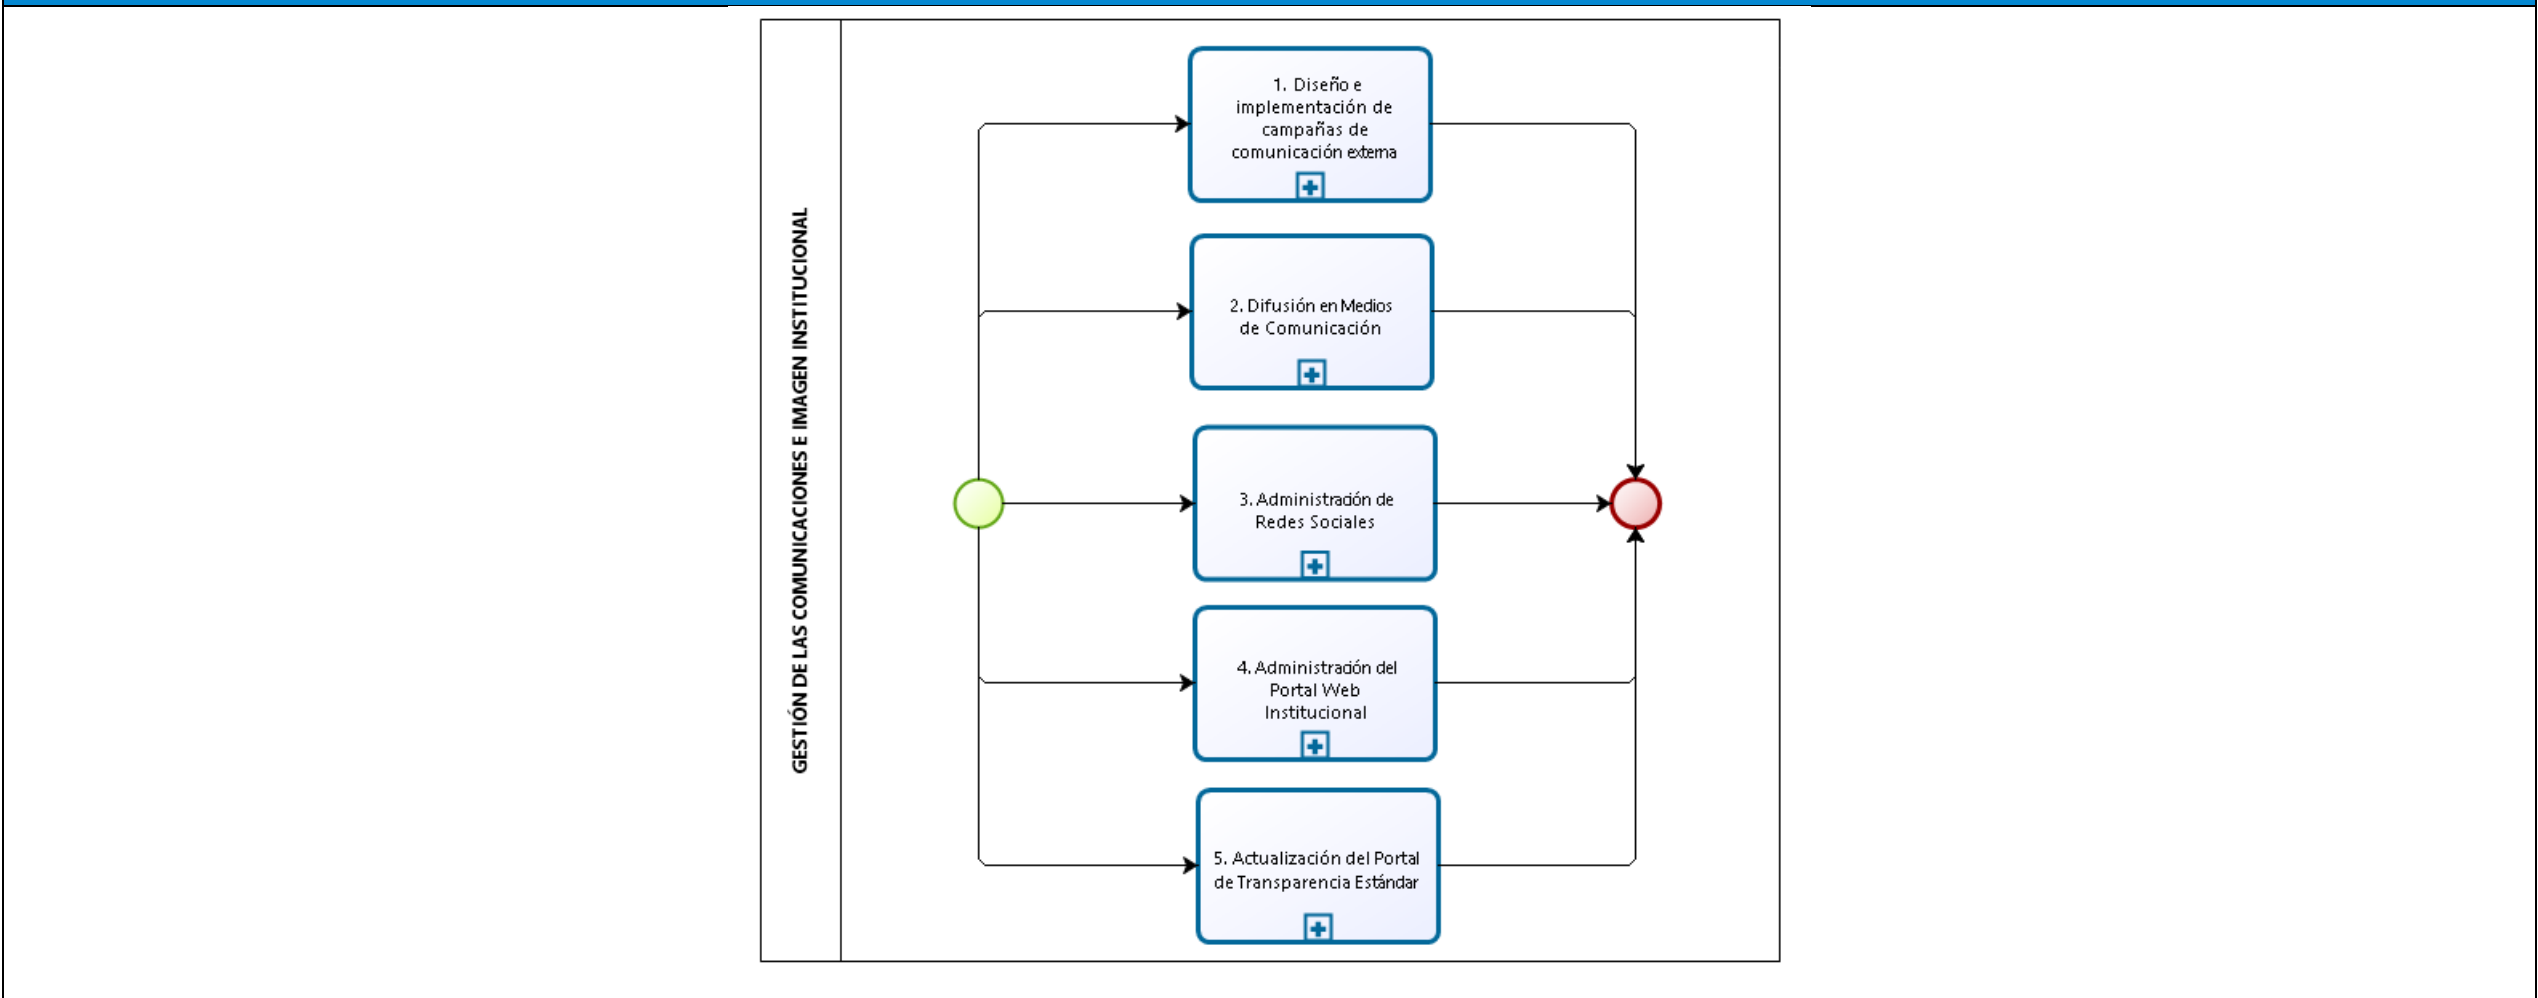 GESTIÓN DE LAS COMUNICACIONES E IMAGEN INSTITUCIONAL
1. Diseño e
implementación de
campañas de
comunicación externa
2. Difusión en Medios
de Comunicación
3. Administración de
Redes Sociales
4. Administración del
Portal Web
Institucional
5. Actualización del Portal
de Transparencia Estándar